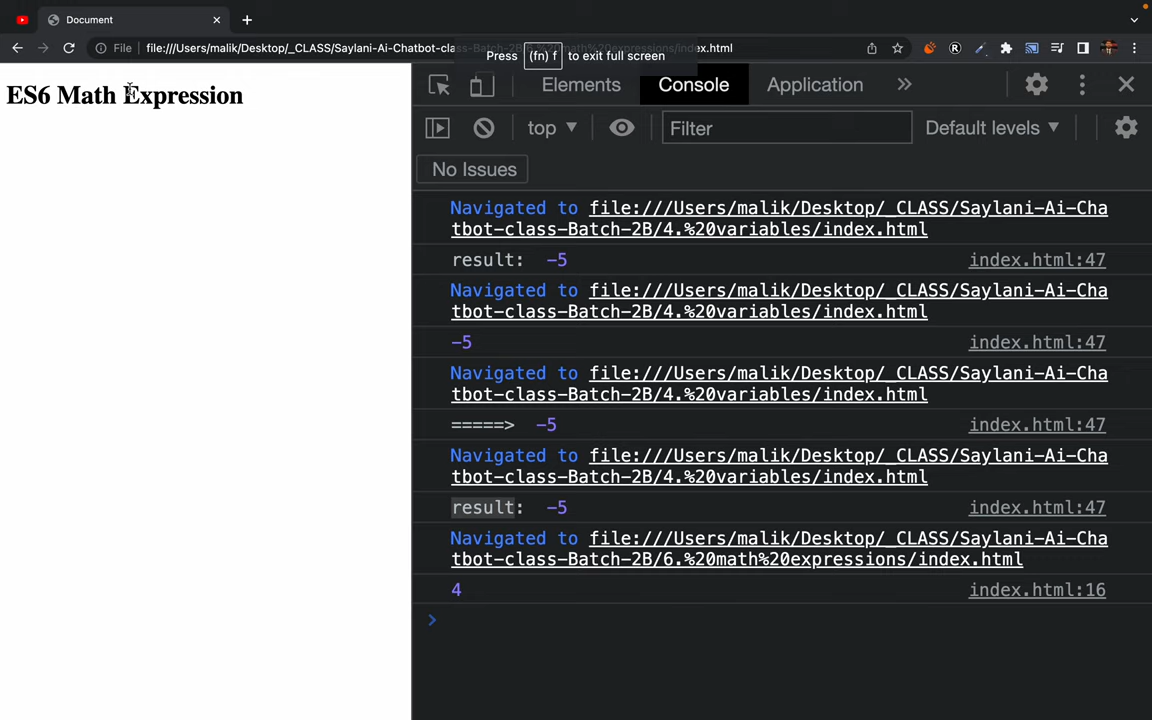 Document
File file:///Users/malik/Desktop/_CLASS/Saylani-Ai-Chatbot-class-Batch-2B/6.%20math%20expressions/index.html
Press (fn) f to exit full screen
ES6 Math Expression
Elements Console Application
top Filter Default levels
No Issues
Navigated to file:///Users/malik/Desktop/_CLASS/Saylani-Ai-Cha
tbot-class-Batch-2B/4.%20variables/index.html
result: -5 index.html:47
Navigated to file:///Users/malik/Desktop/_CLASS/Saylani-Ai-Cha
tbot-class-Batch-2B/4.%20variables/index.html
-5 index.html:47
Navigated to file:///Users/malik/Desktop/_CLASS/Saylani-Ai-Cha
tbot-class-Batch-2B/4.%20variables/index.html
=====> -5 index.html:47
Navigated to file:///Users/malik/Desktop/_CLASS/Saylani-Ai-Cha
tbot-class-Batch-2B/4.%20variables/index.html
result: -5 index.html:47
Navigated to file:///Users/malik/Desktop/_CLASS/Saylani-Ai-Cha
tbot-class-Batch-2B/6.%20math%20expressions/index.html
4 index.html:16